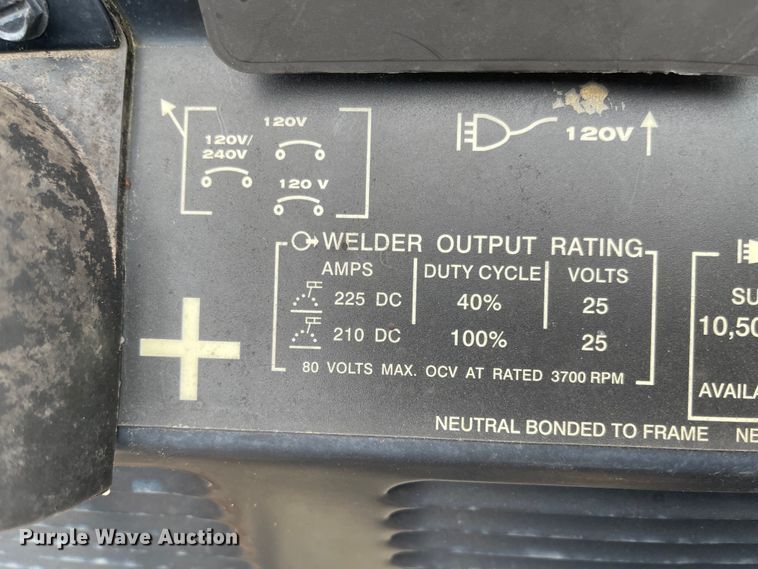 120V
120V/
240V
120 V
120V
WELDER OUTPUT RATING
AMPS DUTY CYCLE VOLTS
225 DC 40% 25
210 DC 100% 25
80 VOLTS MAX. OCV AT RATED 3700 RPM
NEUTRAL BONDED TO FRAME
Purple Wave Auction